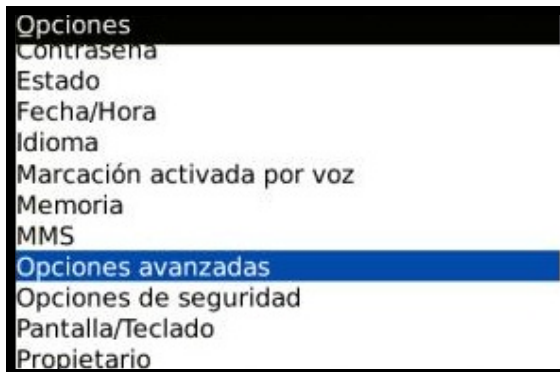 Opciones
Contraseña
Estado
Fecha/Hora
Idioma
Marcación activada por voz
Memoria
MMS
Opciones avanzadas
Opciones de seguridad
Pantalla/Teclado
Propietario